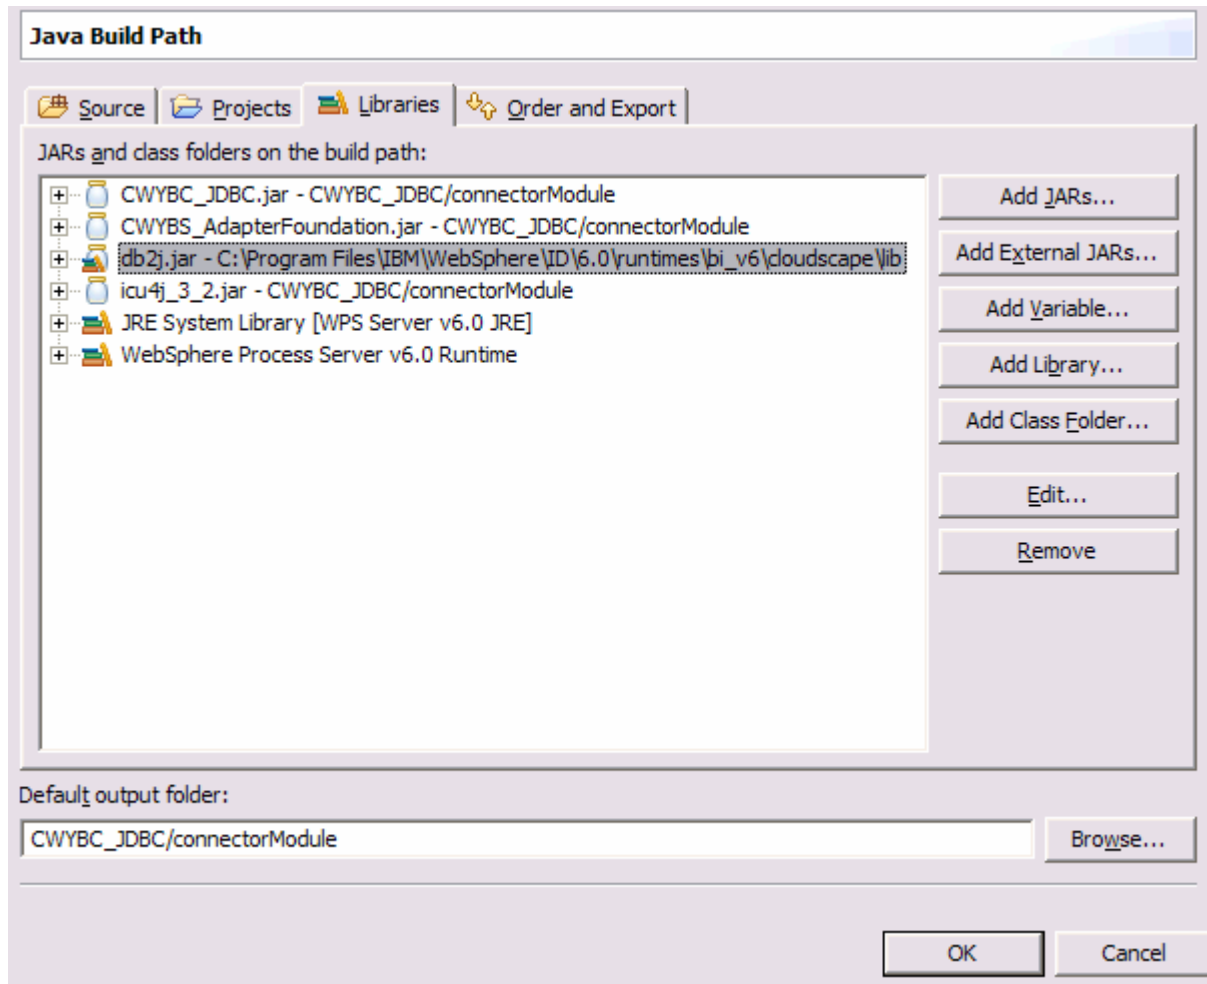 Java Build Path
Source Projects Libraries Order and Export
JARs and class folders on the build path:
CWYBC_JDBC.jar - CWYBC_JDBC/connectorModule
CWYBS_AdapterFoundation.jar - CWYBC_JDBC/connectorModule
db2j.jar - C:\Program Files\IBM\WebSphere\ID\6.0\runtimes\bi_v6\cloudscape\lib
icu4j_3_2.jar - CWYBC_JDBC/connectorModule
JRE System Library [WPS Server v6.0 JRE]
WebSphere Process Server v6.0 Runtime
Add JARs...
Add External JARs...
Add Variable...
Add Library...
Add Class Folder...
Edit...
Remove
Default output folder:
CWYBC_JDBC/connectorModule
Browse...
OK
Cancel